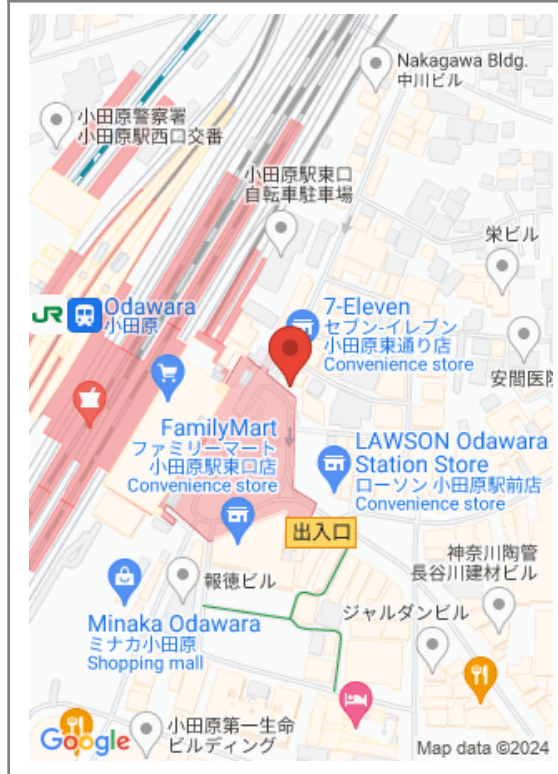 Nakagawa Bldg.
中川ビル
小田原警察署
小田原駅西口交番
小田原駅東口
自転車駐車場
栄ビル
JR
Odawara
小田原
7-Eleven
セブン-イレブン
小田原東通り店
Convenience store
安間医院
FamilyMart
ファミリーマート
小田原駅東口店
Convenience store
LAWSON Odawara
Station Store
ローソン 小田原駅前店
Convenience store
出入口
神奈川陶管
長谷川建材ビル
報徳ビル
ジャルダンビル
Minaka Odawara
ミナカ小田原
Shopping mall
小田原第一生命
ビルディング
Google
Map data ©2024